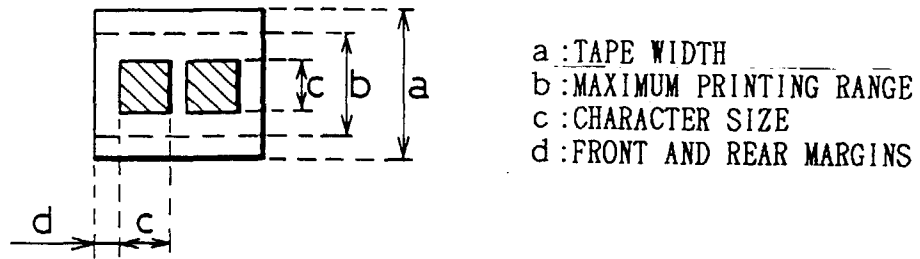 c b a
a :TAPE WIDTH
b :MAXIMUM PRINTING RANGE
c :CHARACTER SIZE
d :FRONT AND REAR MARGINS
d c